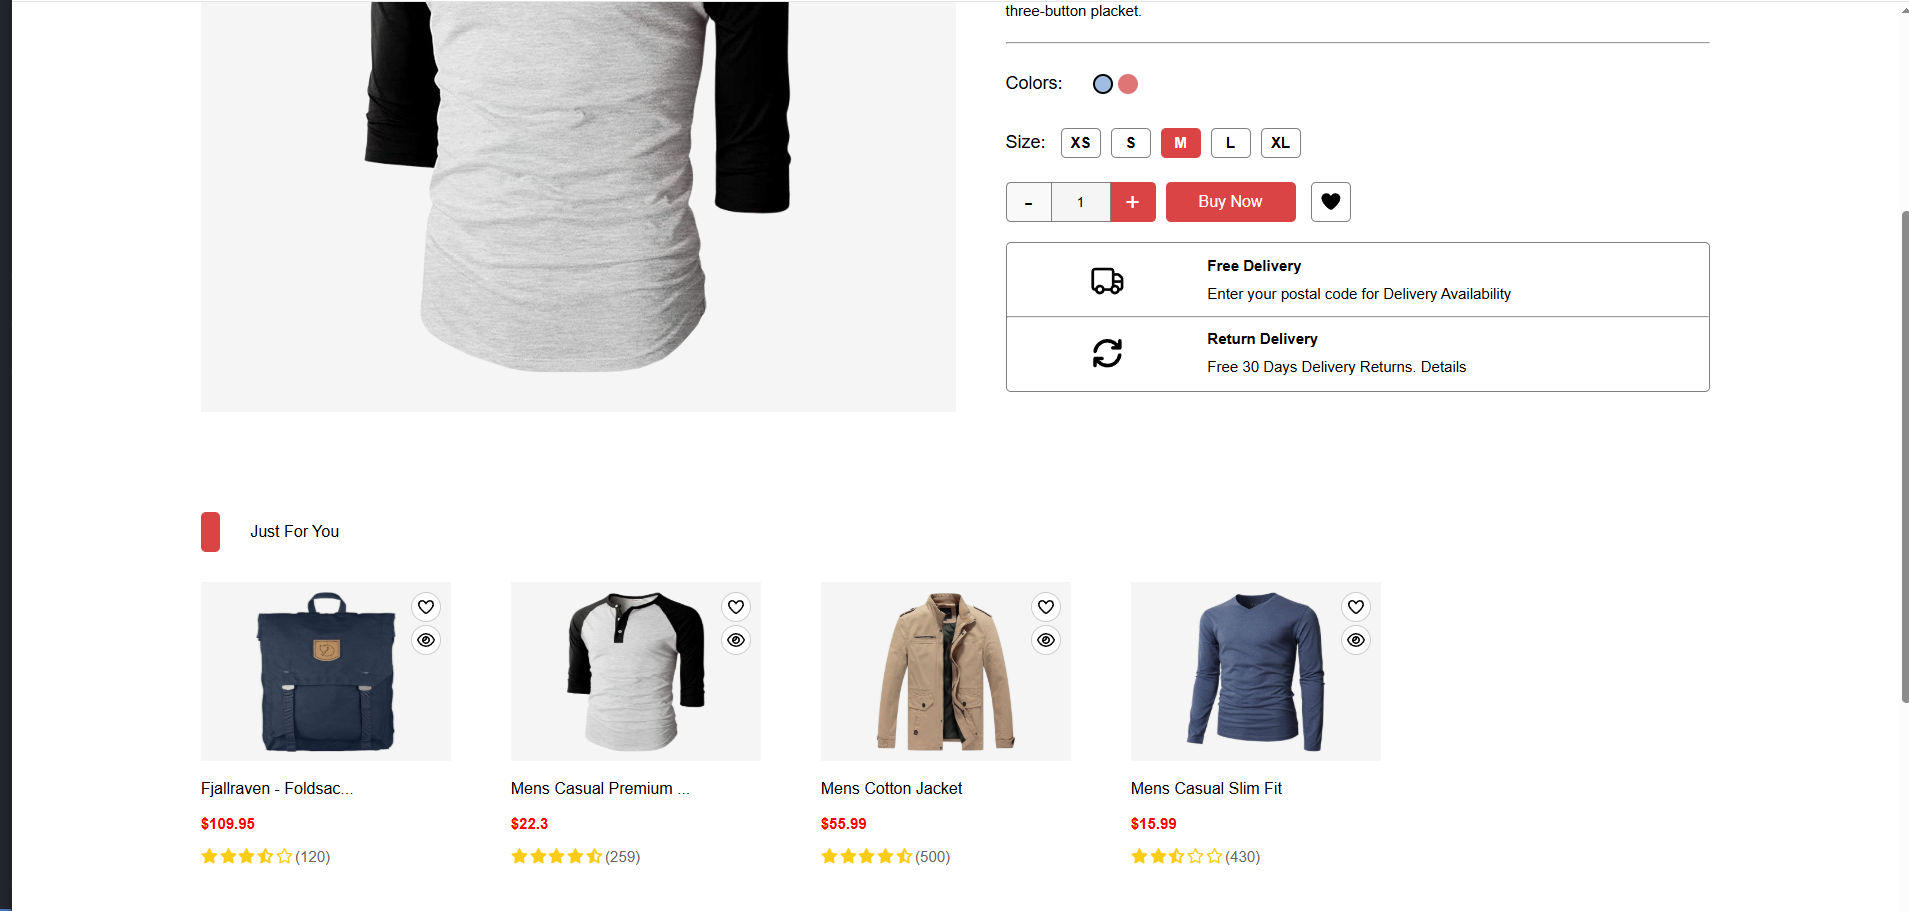 three-button placket.
Colors:
Size: XS S M L XL
- 1 + Buy Now
Free Delivery
Enter your postal code for Delivery Availability
Return Delivery
Free 30 Days Delivery Returns. Details
Just For You
Fjallraven - Foldsac... Mens Casual Premium ... Mens Cotton Jacket Mens Casual Slim Fit
$109.95 $22.3 $55.99 $15.99
(120) (259) (500) (430)